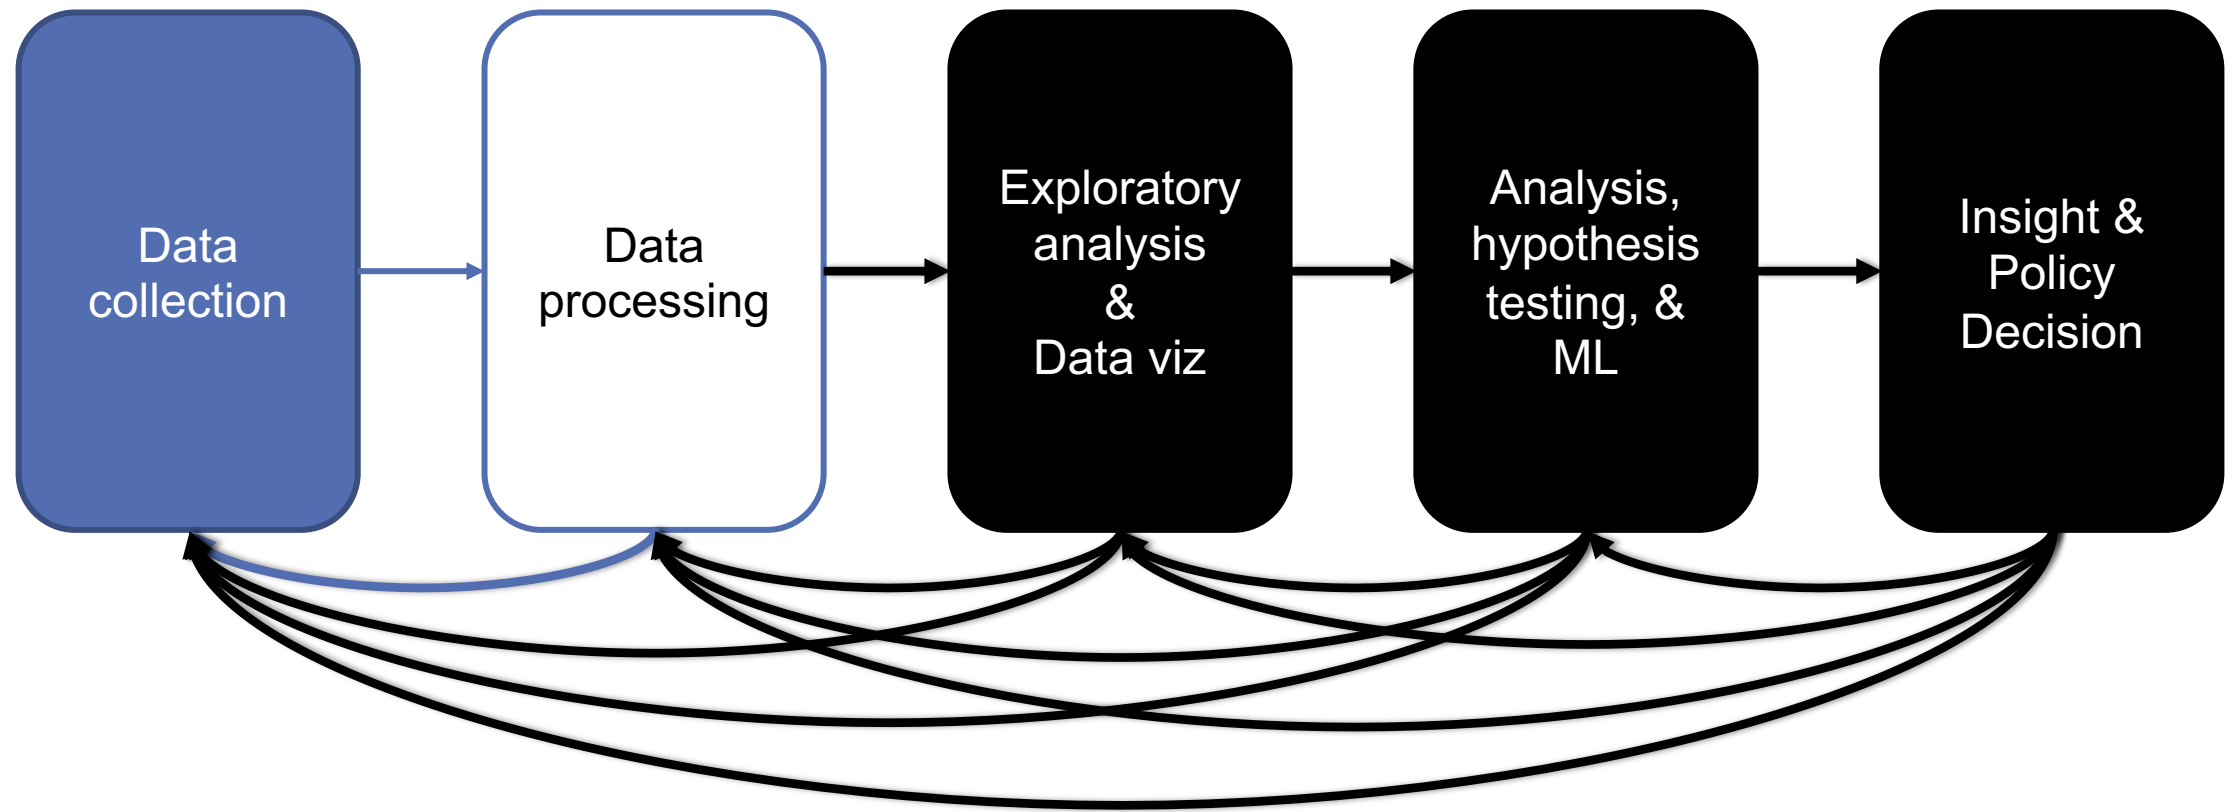 Data
collection
Data
processing
Exploratory
analysis
&
Data viz
Analysis,
hypothesis
testing, &
ML
Insight &
Policy
Decision